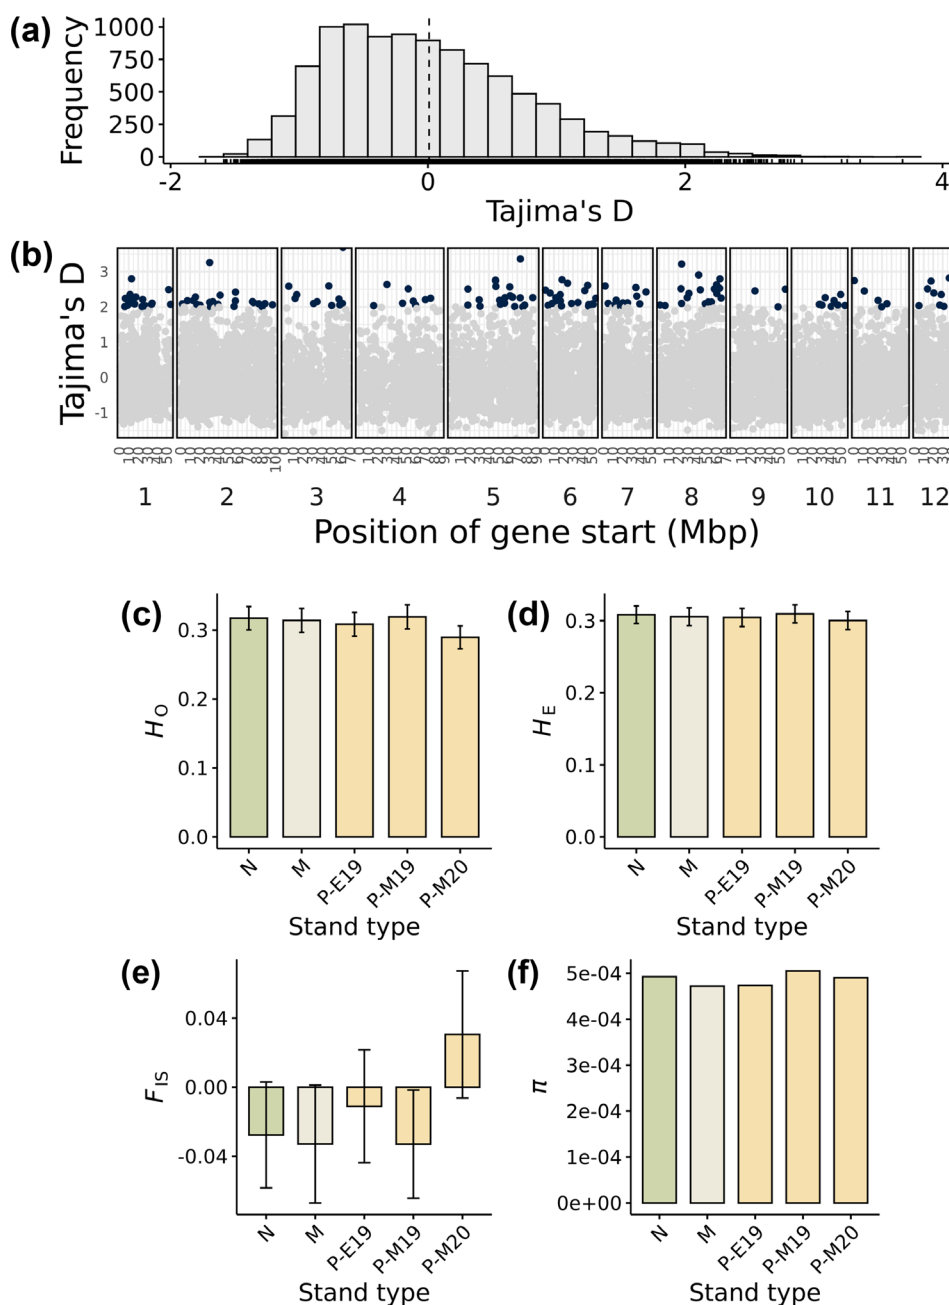 (a)
Frequency
1000
750
500
250
0
-2 0 2 4
Tajima's D
(b)
Tajima's D
3
2
1
0
-1
1 2 3 4 5 6 7 8 9 10 11 12
Position of gene start (Mbp)
(c)
H_O
0.3
0.2
0.1
0.0
N M P-E19 P-M19 P-M20
Stand type
(d)
H_E
0.3
0.2
0.1
0.0
N M P-E19 P-M19 P-M20
Stand type
(e)
F_IS
0.04
0.00
-0.04
N M P-E19 P-M19 P-M20
Stand type
(f)
π
5e-04
4e-04
3e-04
2e-04
1e-04
0e+00
N M P-E19 P-M19 P-M20
Stand type